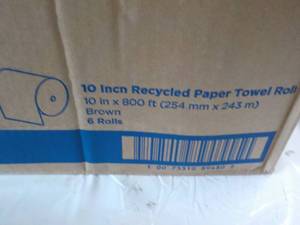 10 Inch Recycled Paper Towel Roll
10 in x 800 ft (254 mm x 243 m)
Brown
6 Rolls